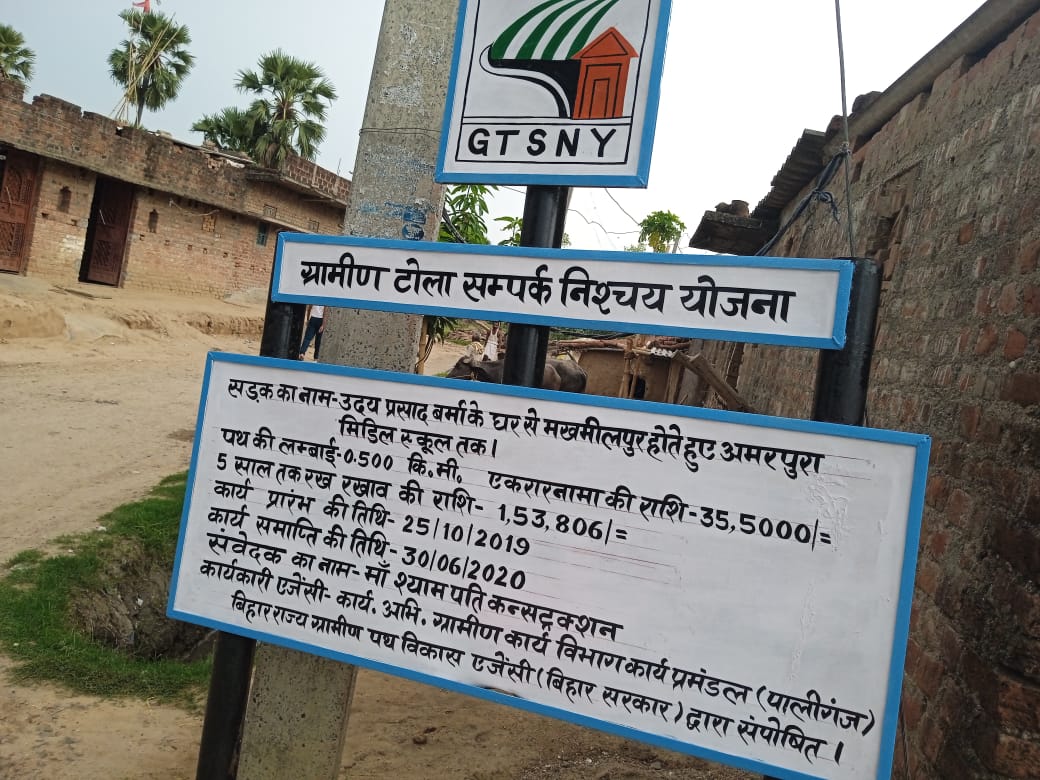 GTSNY
ग्रामीण टोला सम्पर्क निश्चय योजना
सड़क का नाम-उदय प्रसाद बर्मा के घर से मखमीलपुर होते हुए अमरपुरा
मिडिल स्कूल तक।
पथ की लम्बाई-0.500 कि.मी. एकरारनामा की राशि-35,5000/=
5 साल तक रख रखाव की राशि- 1,53,806/=
कार्य प्रारंभ की तिथि-25/10/2019
कार्य समाप्ति की तिथि-30/06/2020
संवेदक का नाम-माँ श्याम पति कन्सट्रक्शन
कार्यकारी एजेंसी- कार्य. अभि. ग्रामीण कार्य विभाग कार्य प्रमंडल (पालीगंज)
बिहार राज्य ग्रामीण पथ विकास एजेंसी (बिहार सरकार) द्वारा संपोबित।